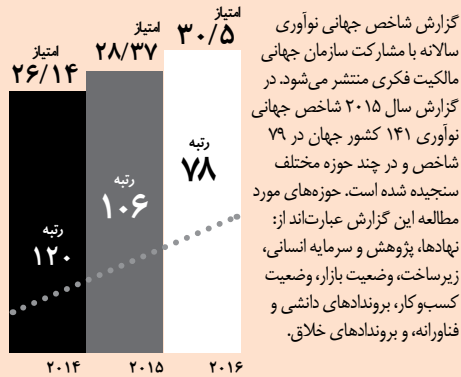 گزارش شاخص جهانی نوآوری
سالانه با مشارکت سازمان جهانی
مالکیت فکری منتشر می‌شود. در
گزارش سال ۲۰۱۵ شاخص جهانی
نوآوری ۱۴۱ کشور جهان در ۷۹
شاخص و در چند حوزه مختلف
سنجیده شده است. حوزه‌های مورد
مطالعه این گزارش عبارت‌اند از:
نهادها، پژوهش و سرمایه انسانی،
زیرساخت، وضعیت بازار، وضعیت
کسب‌وکار، بروندادهای دانشی و
فناورانه، و بروندادهای خلاق.
امتیاز
۳۰/۵
رتبه
۷۸
۲۰۱۶
امتیاز
۲۸/۳۷
رتبه
۱۰۶
۲۰۱۵
امتیاز
۲۶/۱۴
رتبه
۱۲۰
۲۰۱۴